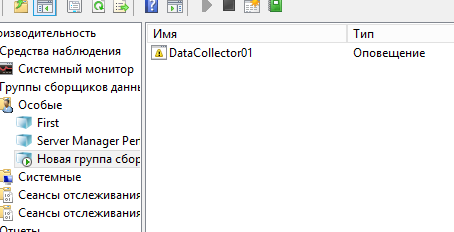 Имя Тип
DataCollector01 Оповещение
оизводительность
Средства наблюдения
Системный монитор
Группы сборщиков данн
Особые
First
Server Manager Per
Новая группа сбор
Системные
Сеансы отслеживания
Сеансы отслеживания
Отчеты